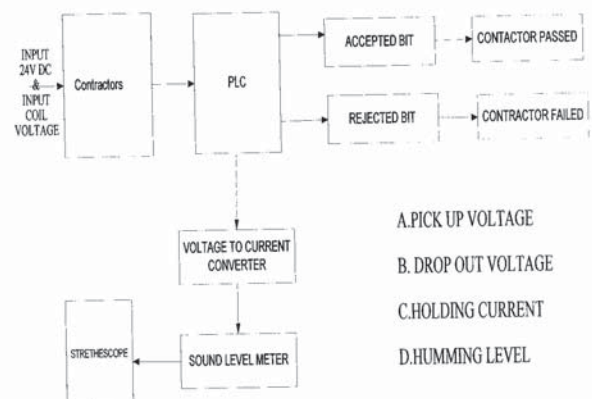 INPUT
24V DC
&
INPUT
COIL
VOLTAGE
Contractors
PLC
ACCEPTED BIT
CONTACTOR PASSED
REJECTED BIT
CONTRACTOR FAILED
VOLTAGE TO CURRENT
CONVERTER
STRETHESCOPE
SOUND LEVEL METER
A.PICK UP VOLTAGE
B. DROP OUT VOLTAGE
C.HOLDING CURRENT
D.HUMMING LEVEL